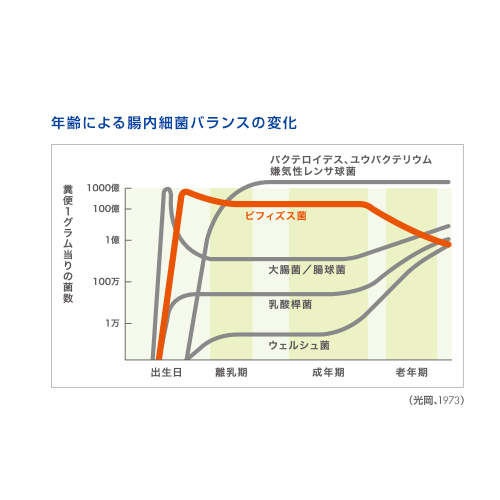 年齢による腸内細菌バランスの変化
糞便1グラム当りの菌数
1000億
100億
1億
100万
1万
バクテロイデス、ユウバクテリウム
嫌気性レンサ球菌
ビフィズス菌
大腸菌／腸球菌
乳酸桿菌
ウェルシュ菌
出生日
離乳期
成年期
老年期
（光岡、1973）